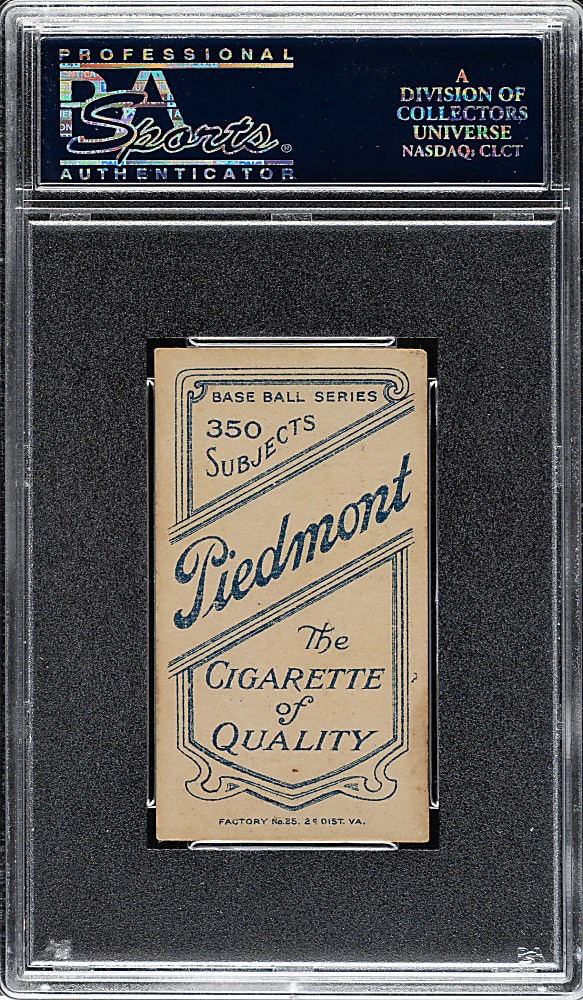 PROFESSIONAL
PSA
Sports®
AUTHENTICATOR
A
DIVISION OF
COLLECTORS
UNIVERSE
NASDAQ: CLCT
BASE BALL SERIES
350
SUBJECTS
Piedmont
The
CIGARETTE
of
QUALITY
FACTORY No.25. 2D DIST. VA.